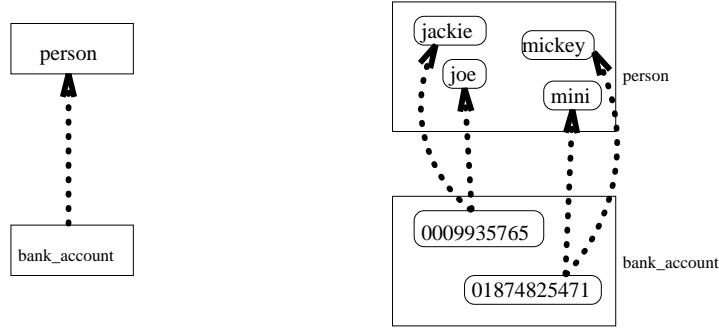 person
bank_account
jackie
mickey
joe
mini
person
0009935765
01874825471
bank_account